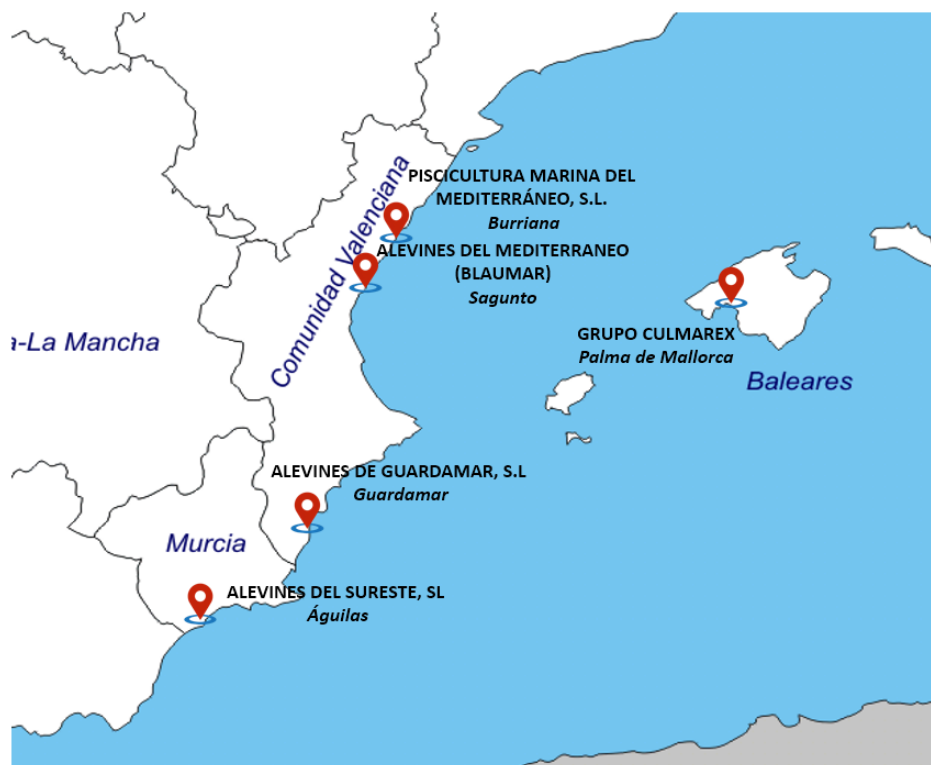 PISCICULTURA MARINA DEL
MEDITERRÁNEO, S.L.
Burriana
ALEVINES DEL MEDITERRANEO
(BLAUMAR)
Sagunto
Comunidad Valenciana
GRUPO CULMAREX
Palma de Mallorca
Baleares
a-La Mancha
ALEVINES DE GUARDAMAR, S.L
Guardamar
Murcia
ALEVINES DEL SURESTE, SL
Águilas